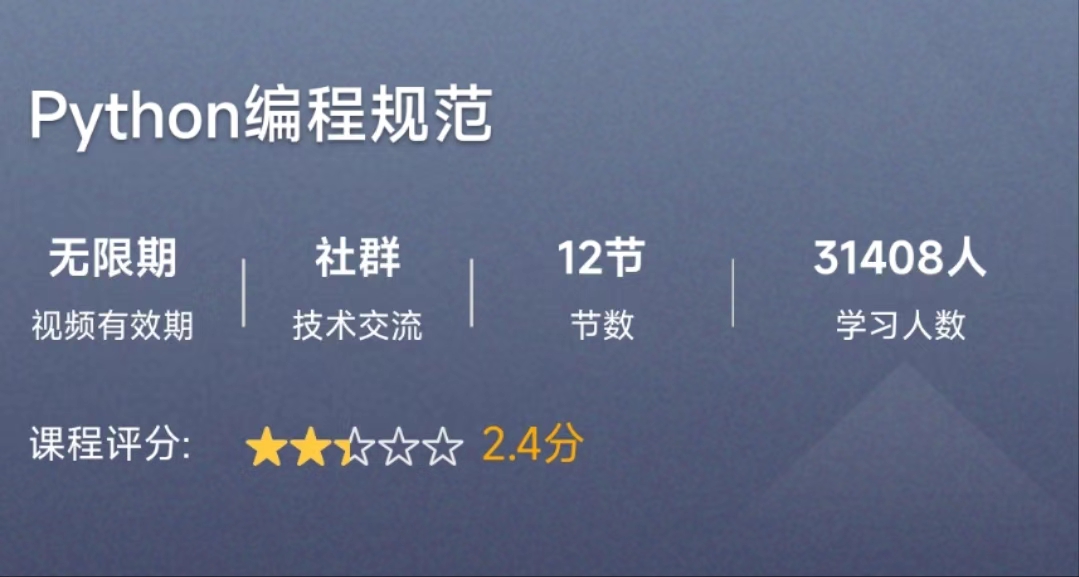 Python编程规范
无限期 社群 12节 31408人
视频有效期 技术交流 节数 学习人数
课程评分: 2.4分